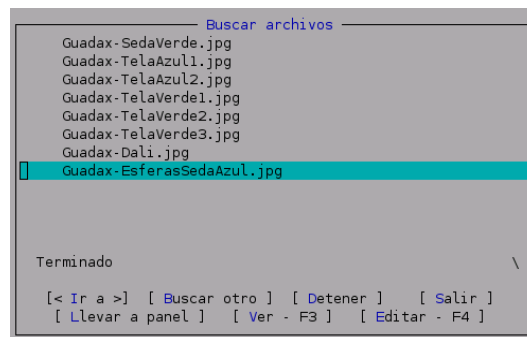 Buscar archivos
Guadax-SedaVerde.jpg
Guadax-TelaAzul1.jpg
Guadax-TelaAzul2.jpg
Guadax-TelaVerde1.jpg
Guadax-TelaVerde2.jpg
Guadax-TelaVerde3.jpg
Guadax-Dali.jpg
Guadax-EsferasSedaAzul.jpg
Terminado \
[< Ir a >] [ Buscar otro ] [ Detener ] [ Salir ]
[ Llevar a panel ] [ Ver - F3 ] [ Editar - F4 ]